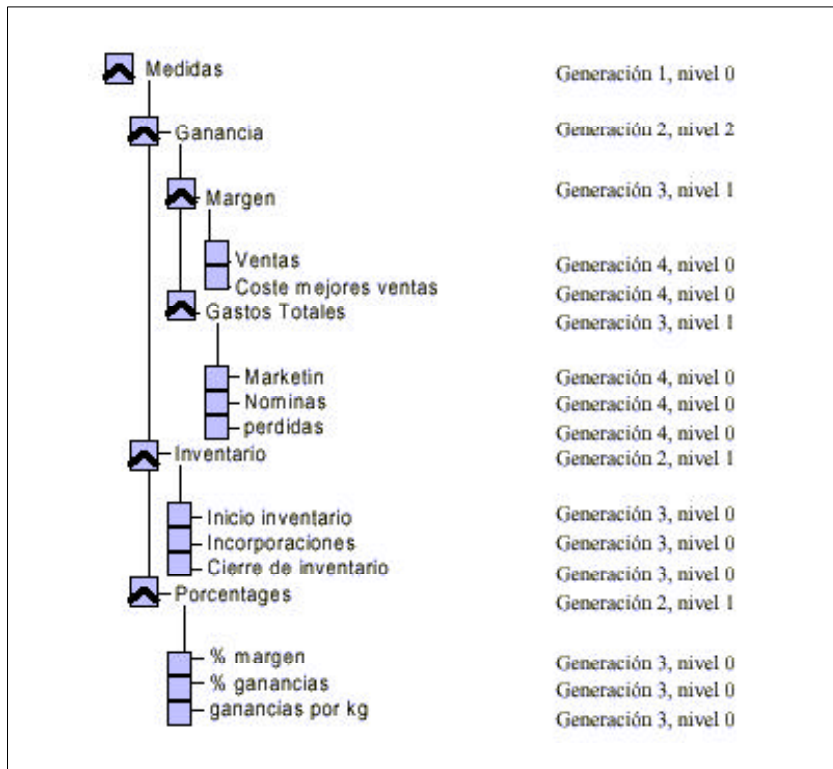 Medidas Generación 1, nivel 0
Ganancia Generación 2, nivel 2
Margen Generación 3, nivel 1
Ventas Generación 4, nivel 0
Coste mejores ventas Generación 4, nivel 0
Gastos Totales Generación 3, nivel 1
Marketin Generación 4, nivel 0
Nominas Generación 4, nivel 0
perdidas Generación 4, nivel 0
Inventario Generación 2, nivel 1
Inicio inventario Generación 3, nivel 0
Incorporaciones Generación 3, nivel 0
Cierre de inventario Generación 3, nivel 0
Porcentages Generación 2, nivel 1
% margen Generación 3, nivel 0
% ganancias Generación 3, nivel 0
ganancias por kg Generación 3, nivel 0